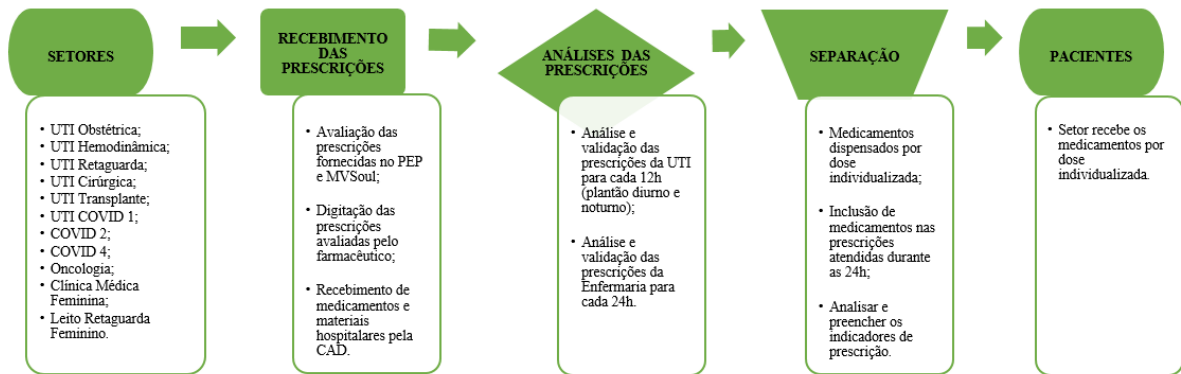 SETORES
• UTI Obstétrica;
• UTI Hemodinâmica;
• UTI Retaguarda;
• UTI Cirúrgica;
• UTI Transplante;
• UTI COVID 1;
• COVID 2;
• COVID 4;
• Oncologia;
• Clínica Médica
Feminina;
• Leito Retaguarda
Feminino.
RECEBIMENTO
DAS
PRESCRIÇÕES
• Avaliação das
prescrições
fornecidas no PEP
e MVSoul;
• Digitação das
prescrições
avaliadas pelo
farmacêutico;
• Recebimento de
medicamentos e
materiais
hospitalares pela
CAD.
ANÁLISES DAS
PRESCRIÇÕES
• Análise e
validação das
prescrições da UTI
para cada 12h
(plantão diurno e
noturno);
• Análise e
validação das
prescrições da
Enfermaria para
cada 24h.
SEPARAÇÃO
• Medicamentos
dispensados por
dose
individualizada;
• Inclusão de
medicamentos nas
prescrições
atendidas durante
as 24h;
• Analisar e
preencher os
indicadores de
prescrição.
PACIENTES
• Setor recebe os
medicamentos por
dose
individualizada.